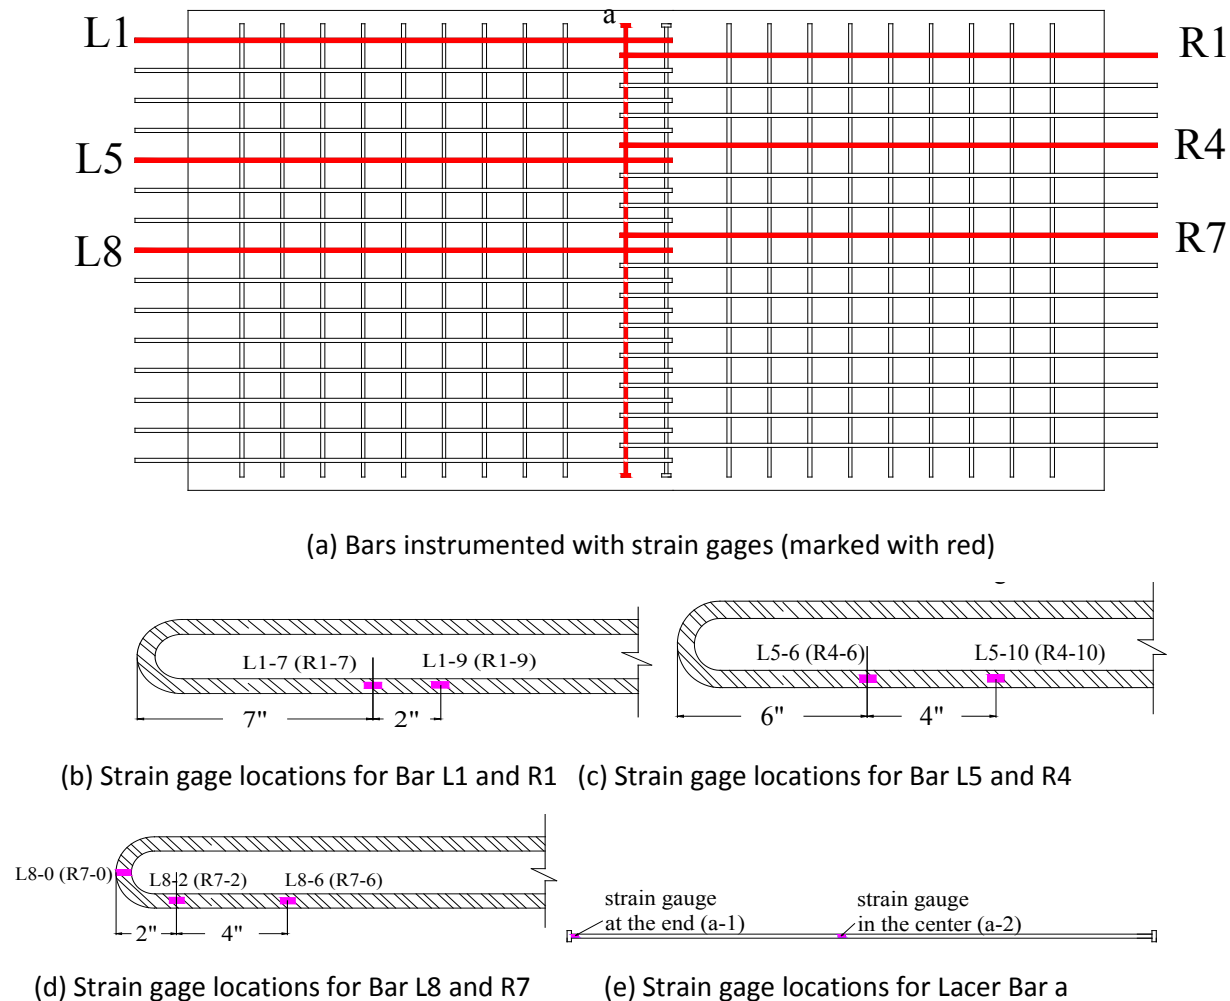 a
L1
R1
L5
R4
L8
R7
(a) Bars instrumented with strain gages (marked with red)
L1-7 (R1-7)
L1-9 (R1-9)
7"
2"
L5-6 (R4-6)
L5-10 (R4-10)
6"
4"
(b) Strain gage locations for Bar L1 and R1
(c) Strain gage locations for Bar L5 and R4
L8-0 (R7-0)
L8-2 (R7-2)
L8-6 (R7-6)
2"
4"
strain gauge
at the end (a-1)
strain gauge
in the center (a-2)
(d) Strain gage locations for Bar L8 and R7
(e) Strain gage locations for Lacer Bar a